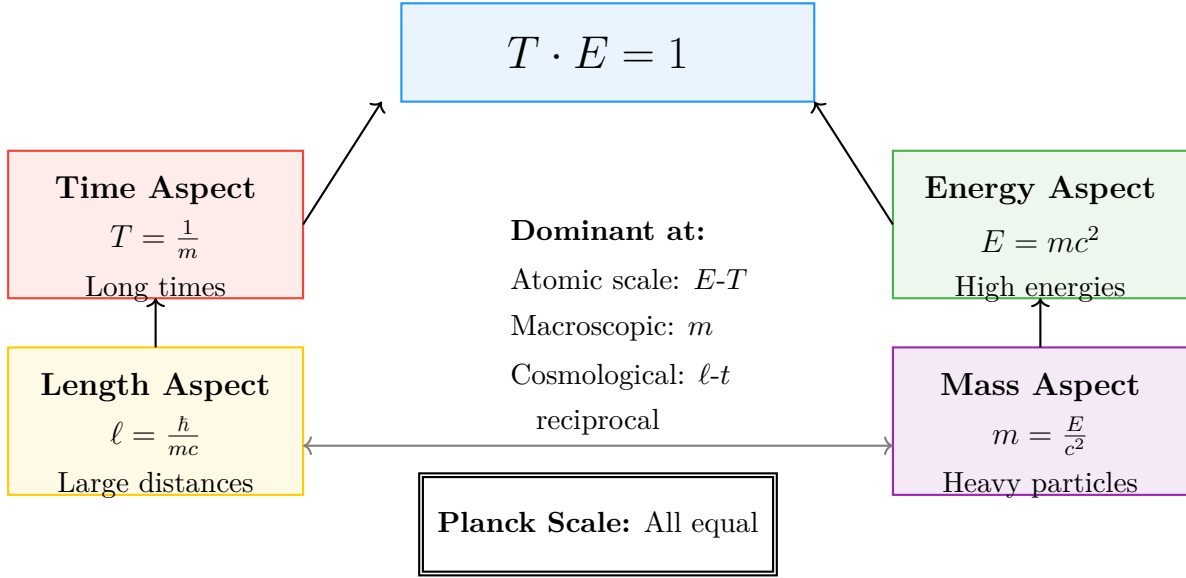 T · E = 1
Time Aspect
T = 1/m
Long times
Energy Aspect
E = mc²
High energies
Dominant at:
Atomic scale: E-T
Macroscopic: m
Cosmological: ℓ-t
reciprocal
Length Aspect
ℓ = ħ/mc
Large distances
Mass Aspect
m = E/c²
Heavy particles
Planck Scale: All equal